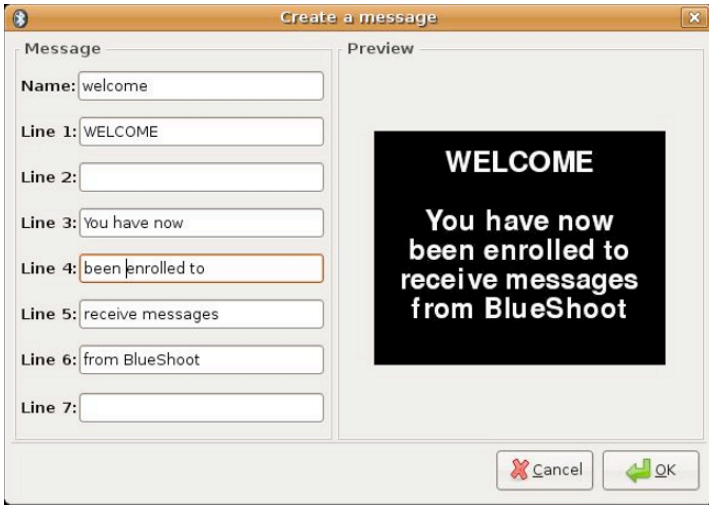 Create a message
Message
Name: welcome
Line 1: WELCOME
Line 2:
Line 3: You have now
Line 4: been enrolled to
Line 5: receive messages
Line 6: from BlueShoot
Line 7:
Preview
WELCOME
You have now
been enrolled to
receive messages
from BlueShoot
Cancel
OK